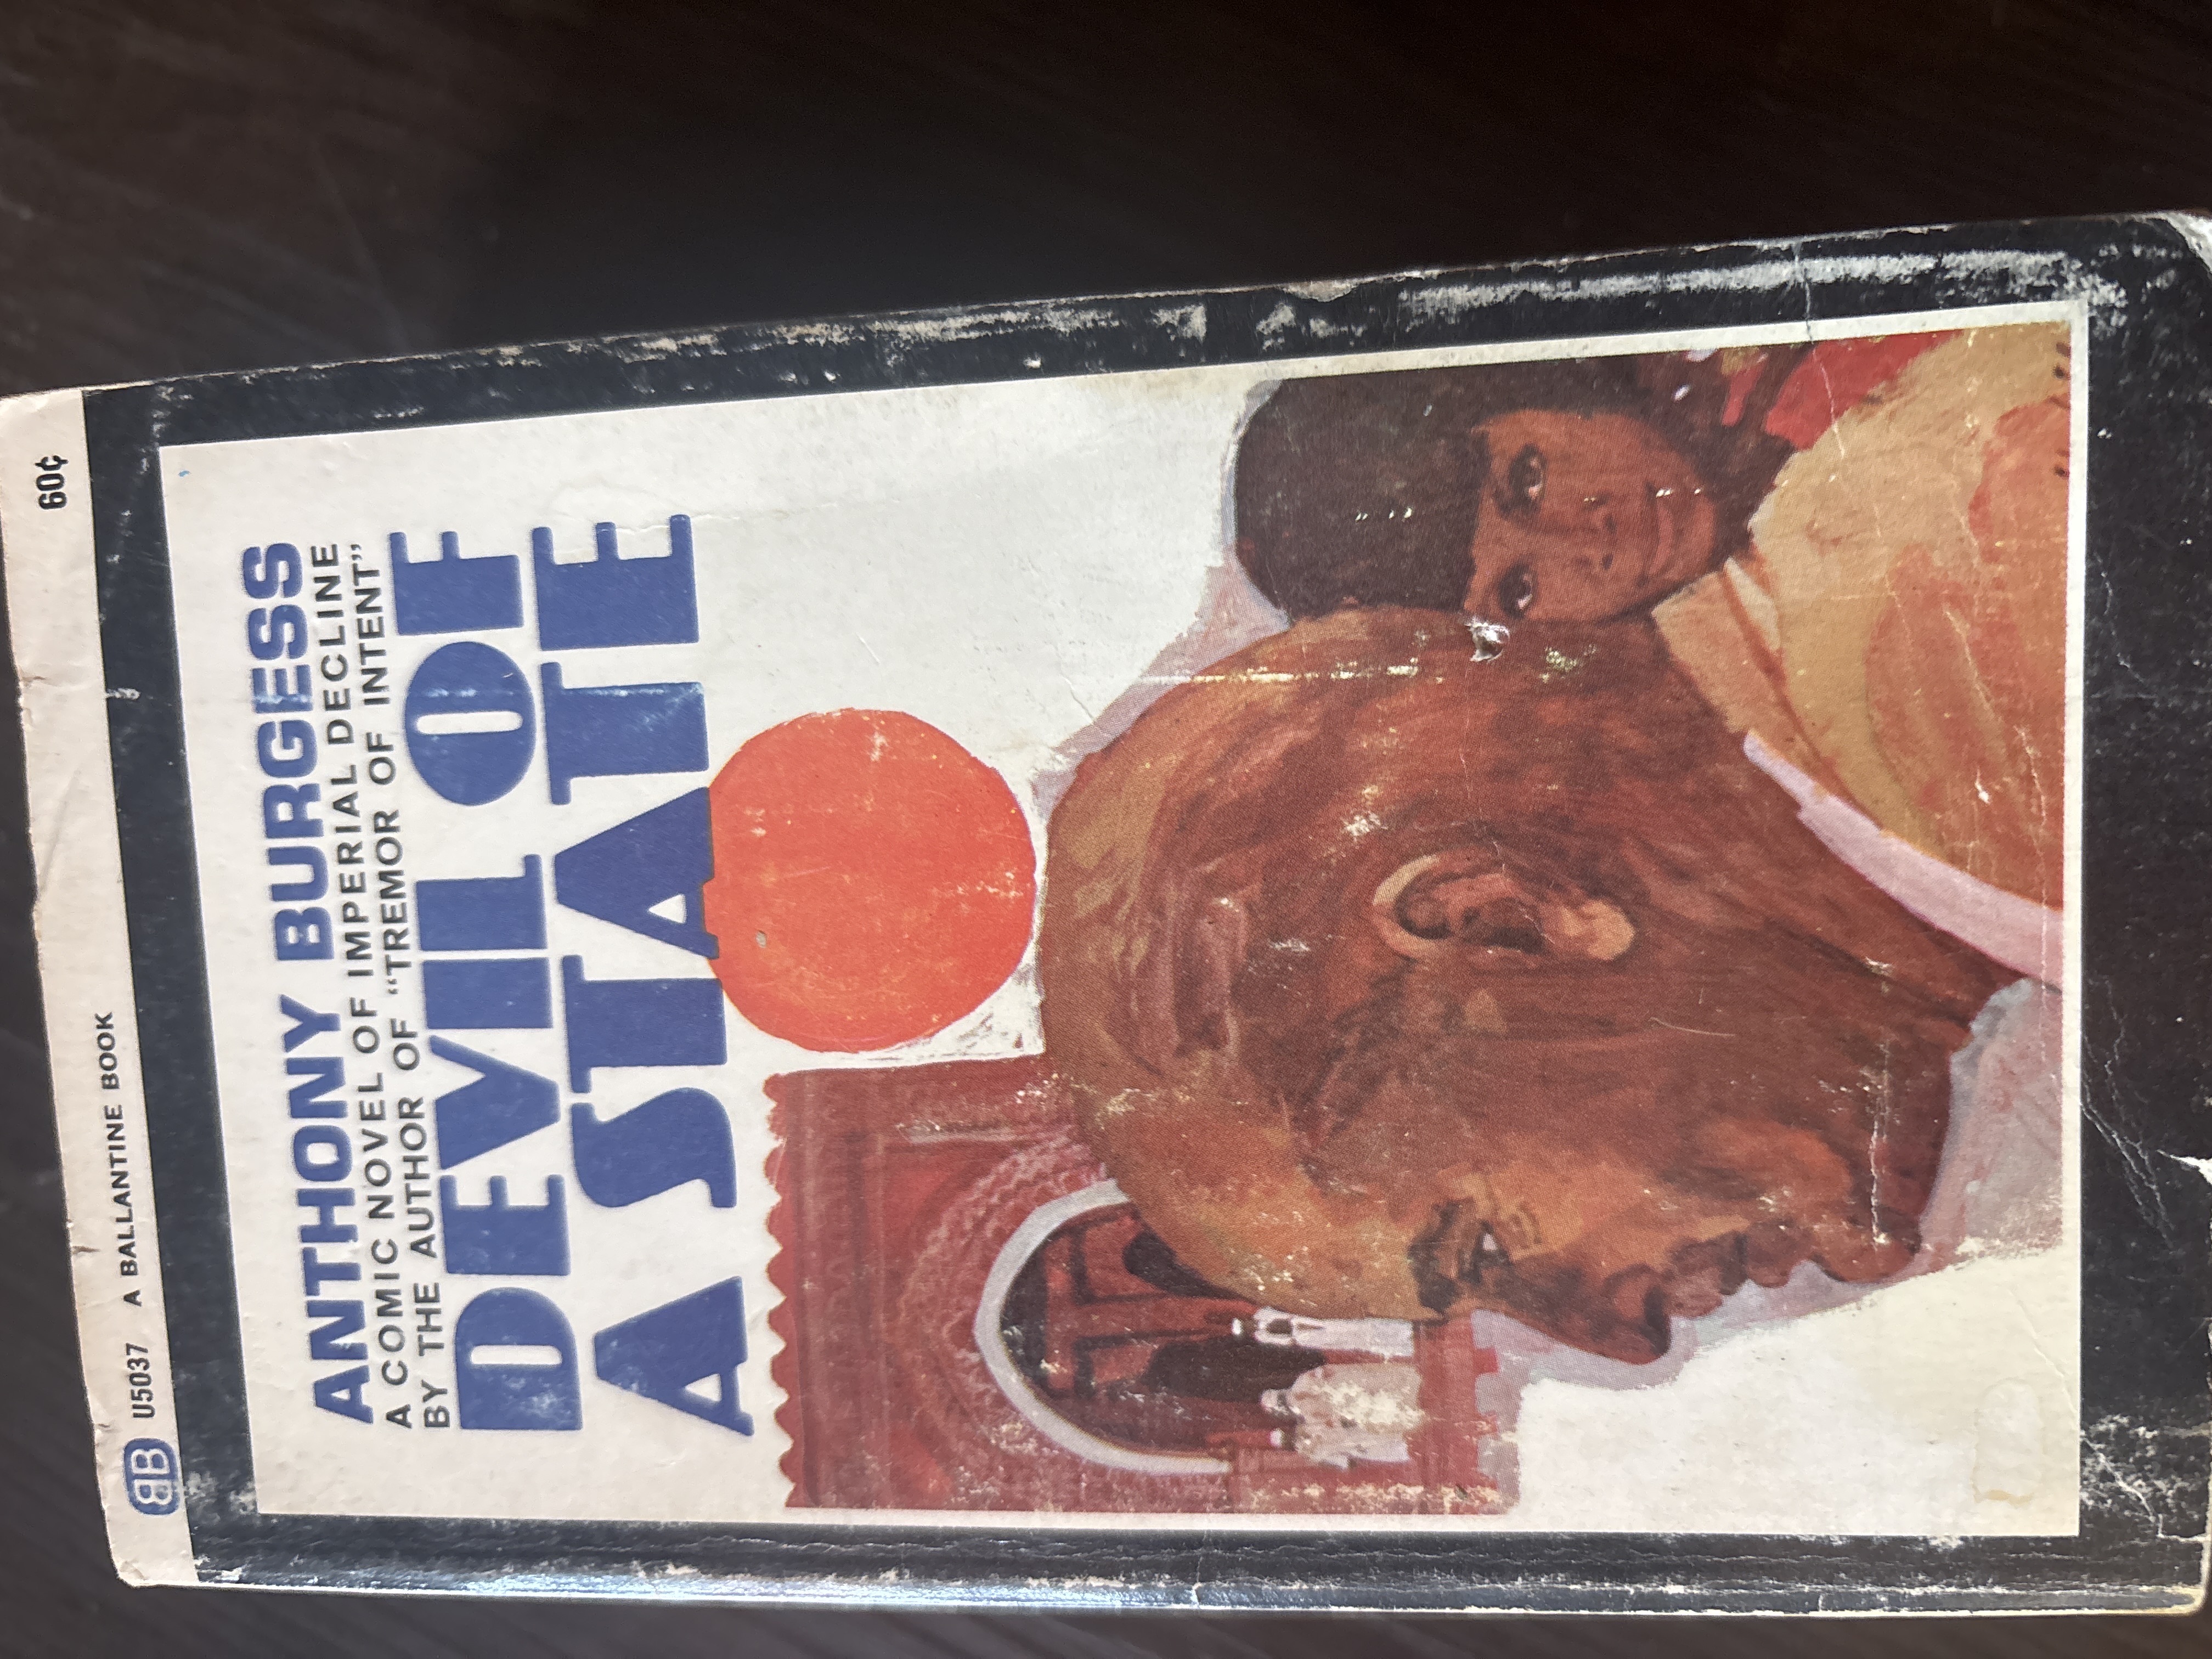 BB U5037 A BALLANTINE BOOK 60¢
ANTHONY BURGESS
A COMIC NOVEL OF IMPERIAL DECLINE
BY THE AUTHOR OF “TREMOR OF INTENT”
DEVIL OF
A STATE